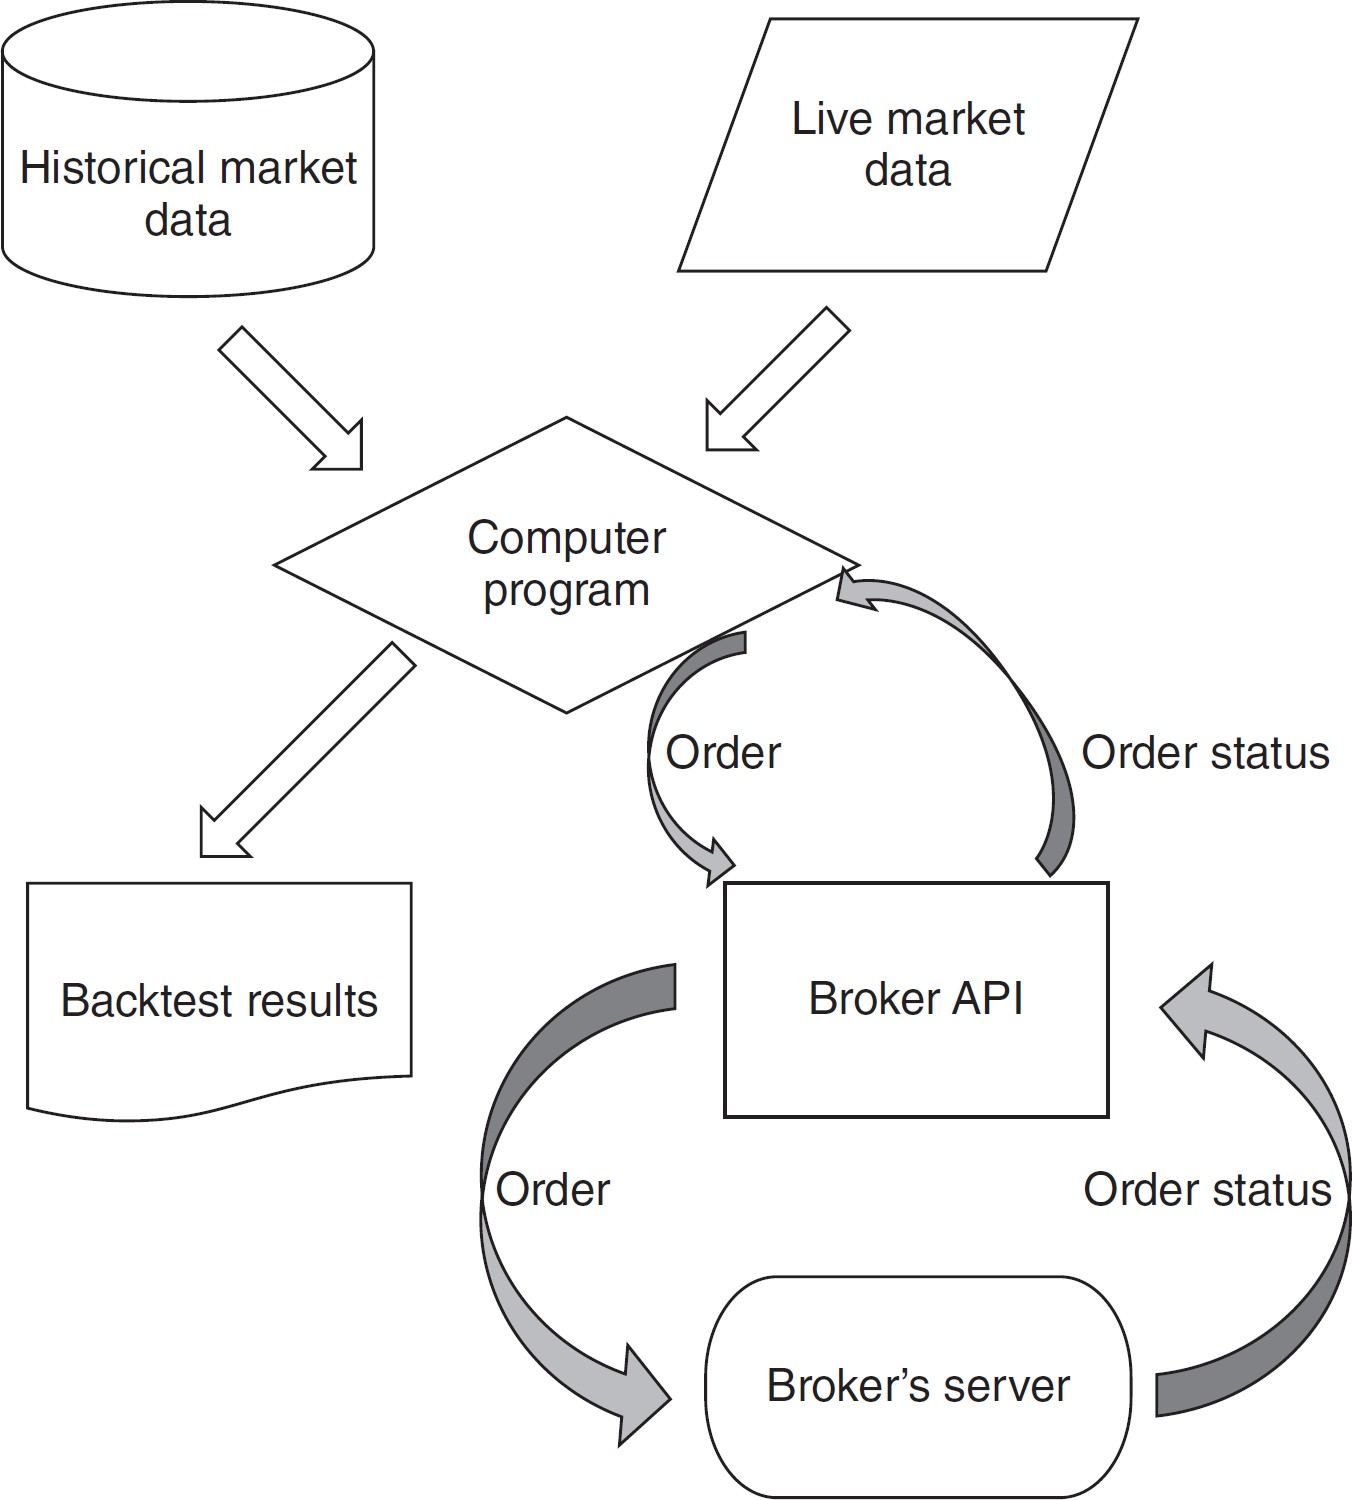 Historical market
data
Live market
data
Computer
program
Order
Order status
Backtest results
Broker API
Order
Order status
Broker’s server